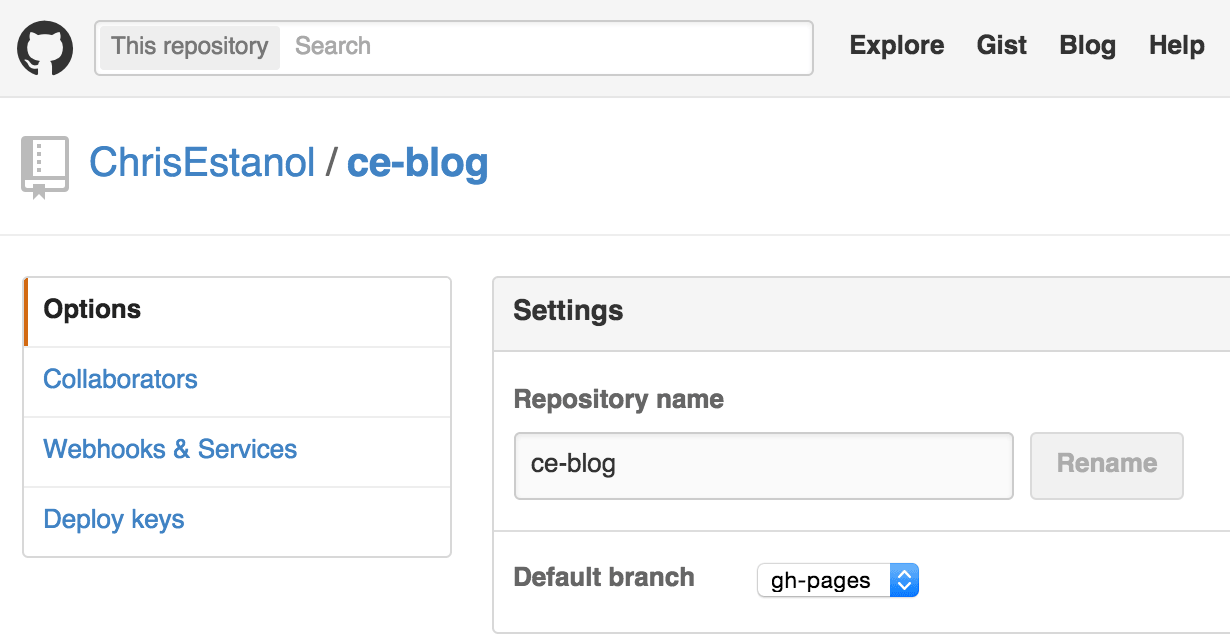 This repository Search Explore Gist Blog Help
ChrisEstanol / ce-blog
Options
Collaborators
Webhooks & Services
Deploy keys
Settings
Repository name
ce-blog Rename
Default branch gh-pages